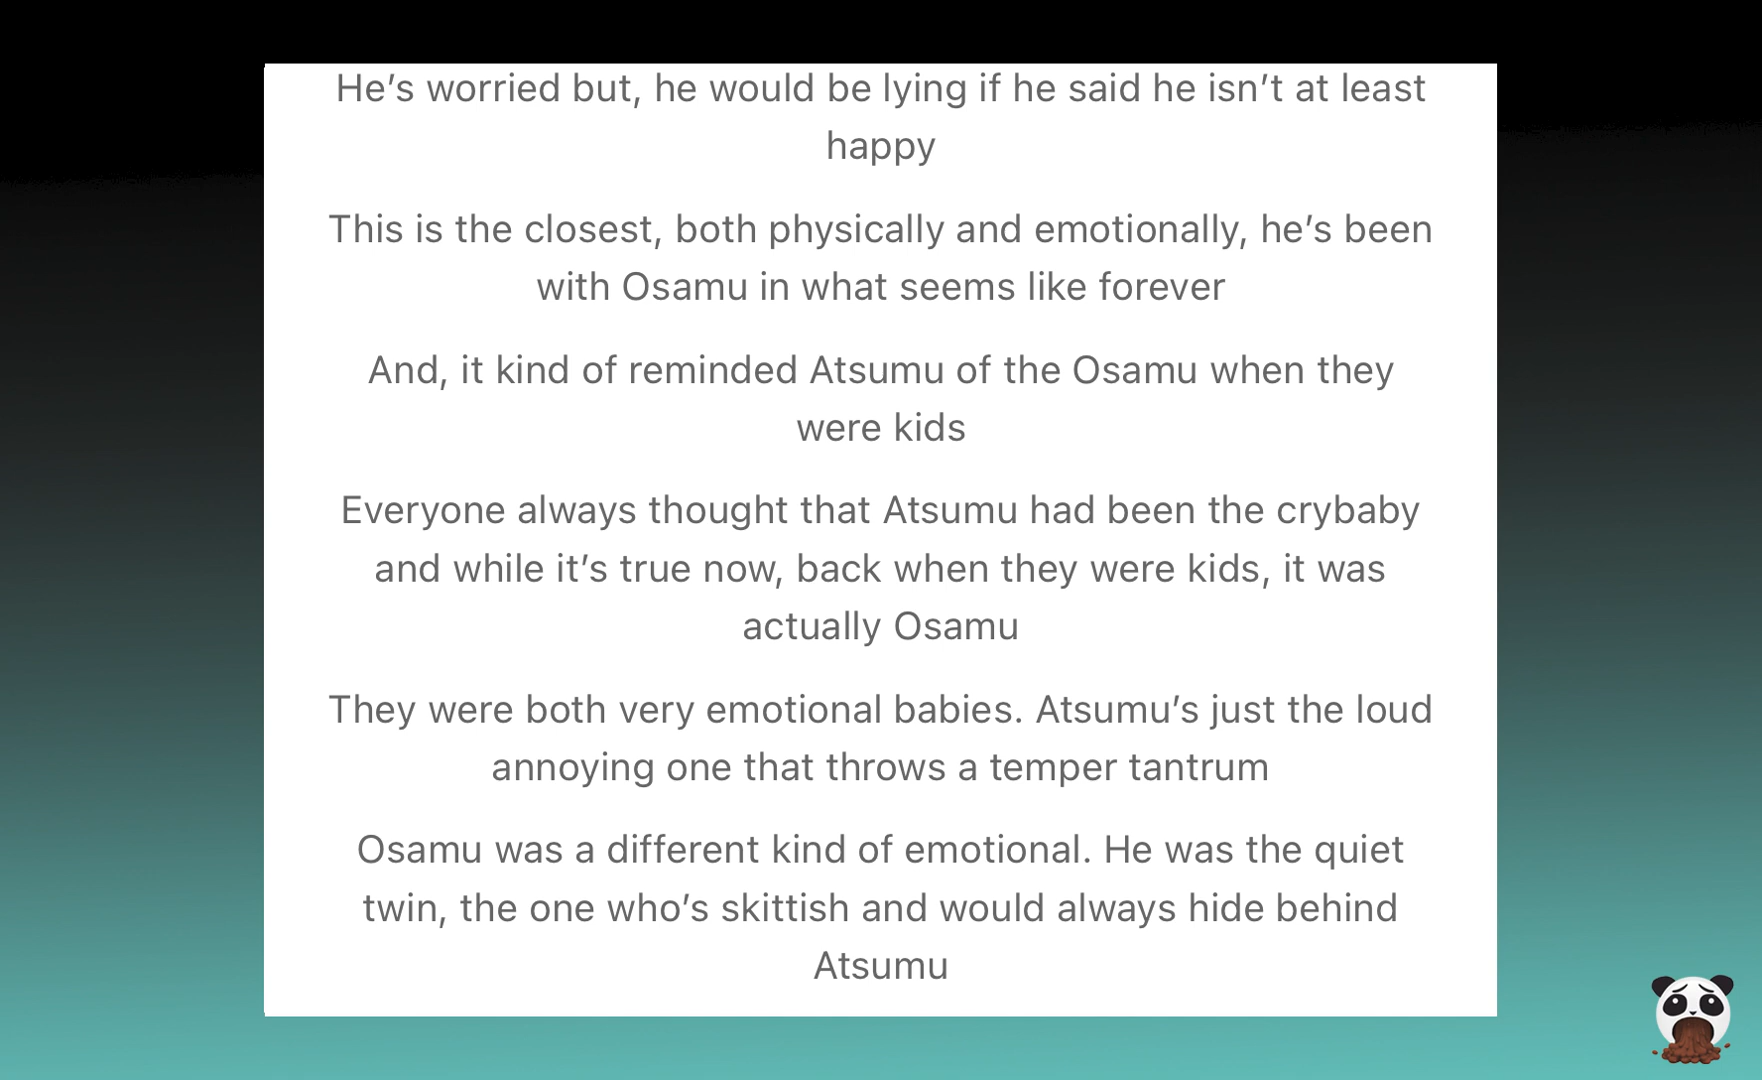 He’s worried but, he would be lying if he said he isn’t at least
happy
This is the closest, both physically and emotionally, he’s been
with Osamu in what seems like forever
And, it kind of reminded Atsumu of the Osamu when they
were kids
Everyone always thought that Atsumu had been the crybaby
and while it’s true now, back when they were kids, it was
actually Osamu
They were both very emotional babies. Atsumu’s just the loud
annoying one that throws a temper tantrum
Osamu was a different kind of emotional. He was the quiet
twin, the one who’s skittish and would always hide behind
Atsumu